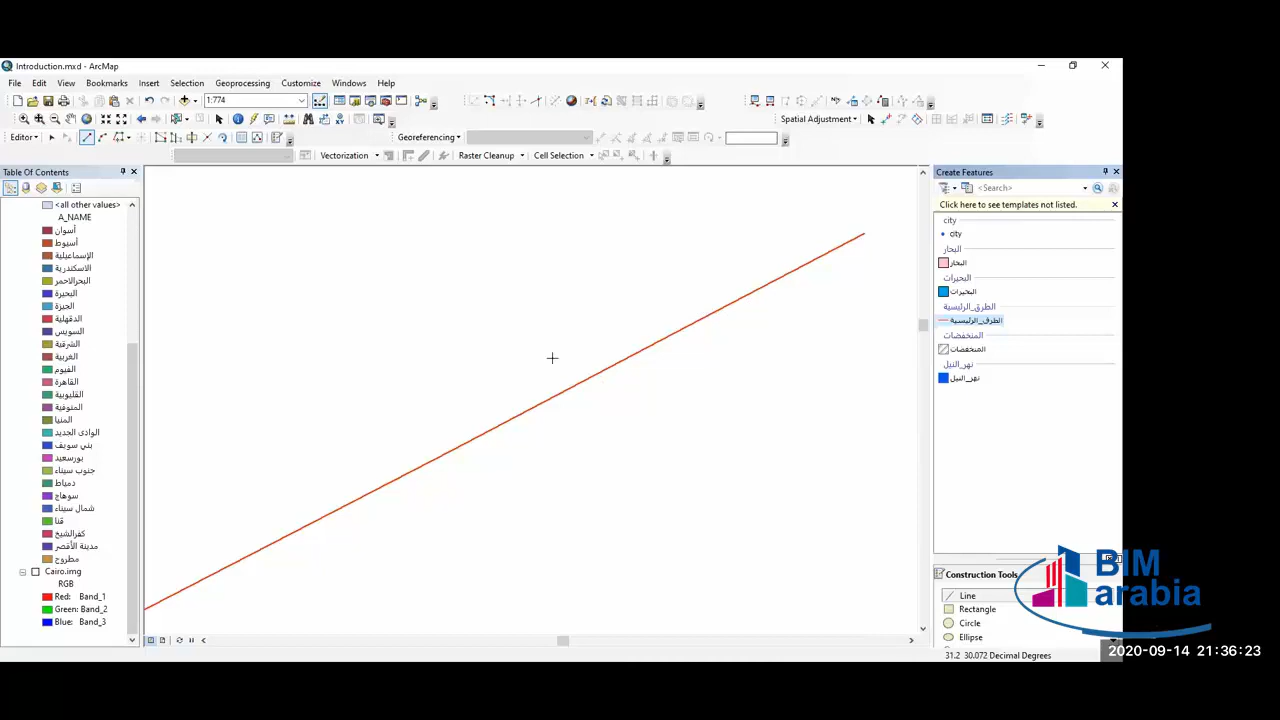 Introduction.mxd - ArcMap
File Edit View Bookmarks Insert Selection Geoprocessing Customize Windows Help
1:774
Spatial Adjustment
Editor
Georeferencing
Vectorization
Raster Cleanup
Cell Selection
Table Of Contents
<all other values>
A_NAME
أسوان
أسيوط
الإسماعيلية
الاسكندرية
البحرالاحمر
البحيرة
الجيزة
الدقهلية
السويس
الشرقية
الغربية
الفيوم
القاهرة
القليوبية
المنوفية
المنيا
الوادى الجديد
بني سويف
بورسعيد
جنوب سيناء
دمياط
سوهاج
شمال سيناء
قنا
كفرالشيخ
مدينة الأقصر
مطروح
Cairo.img
RGB
Red: Band_1
Green: Band_2
Blue: Band_3
Create Features
<Search>
Click here to see templates not listed.
city
city
البحار
البحار
البحيرات
البحيرات
الطرق_الرئيسية
الطرق_الرئيسية
المنخفضات
المنخفضات
نهر_النيل
نهر_النيل
Construction Tools
Line
Rectangle
Circle
Ellipse
BIM
arabia
31.2 30.072 Decimal Degrees
2020-09-14 21:36:23